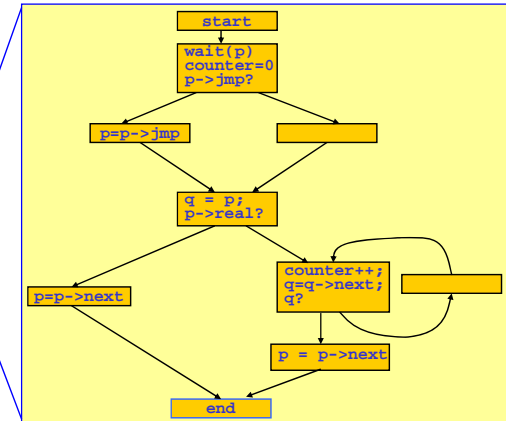 start
wait(p)
counter=0
p->jmp?
p=p->jmp
q = p;
p->real?
counter++;
q=q->next;
q?
p=p->next
p = p->next
end